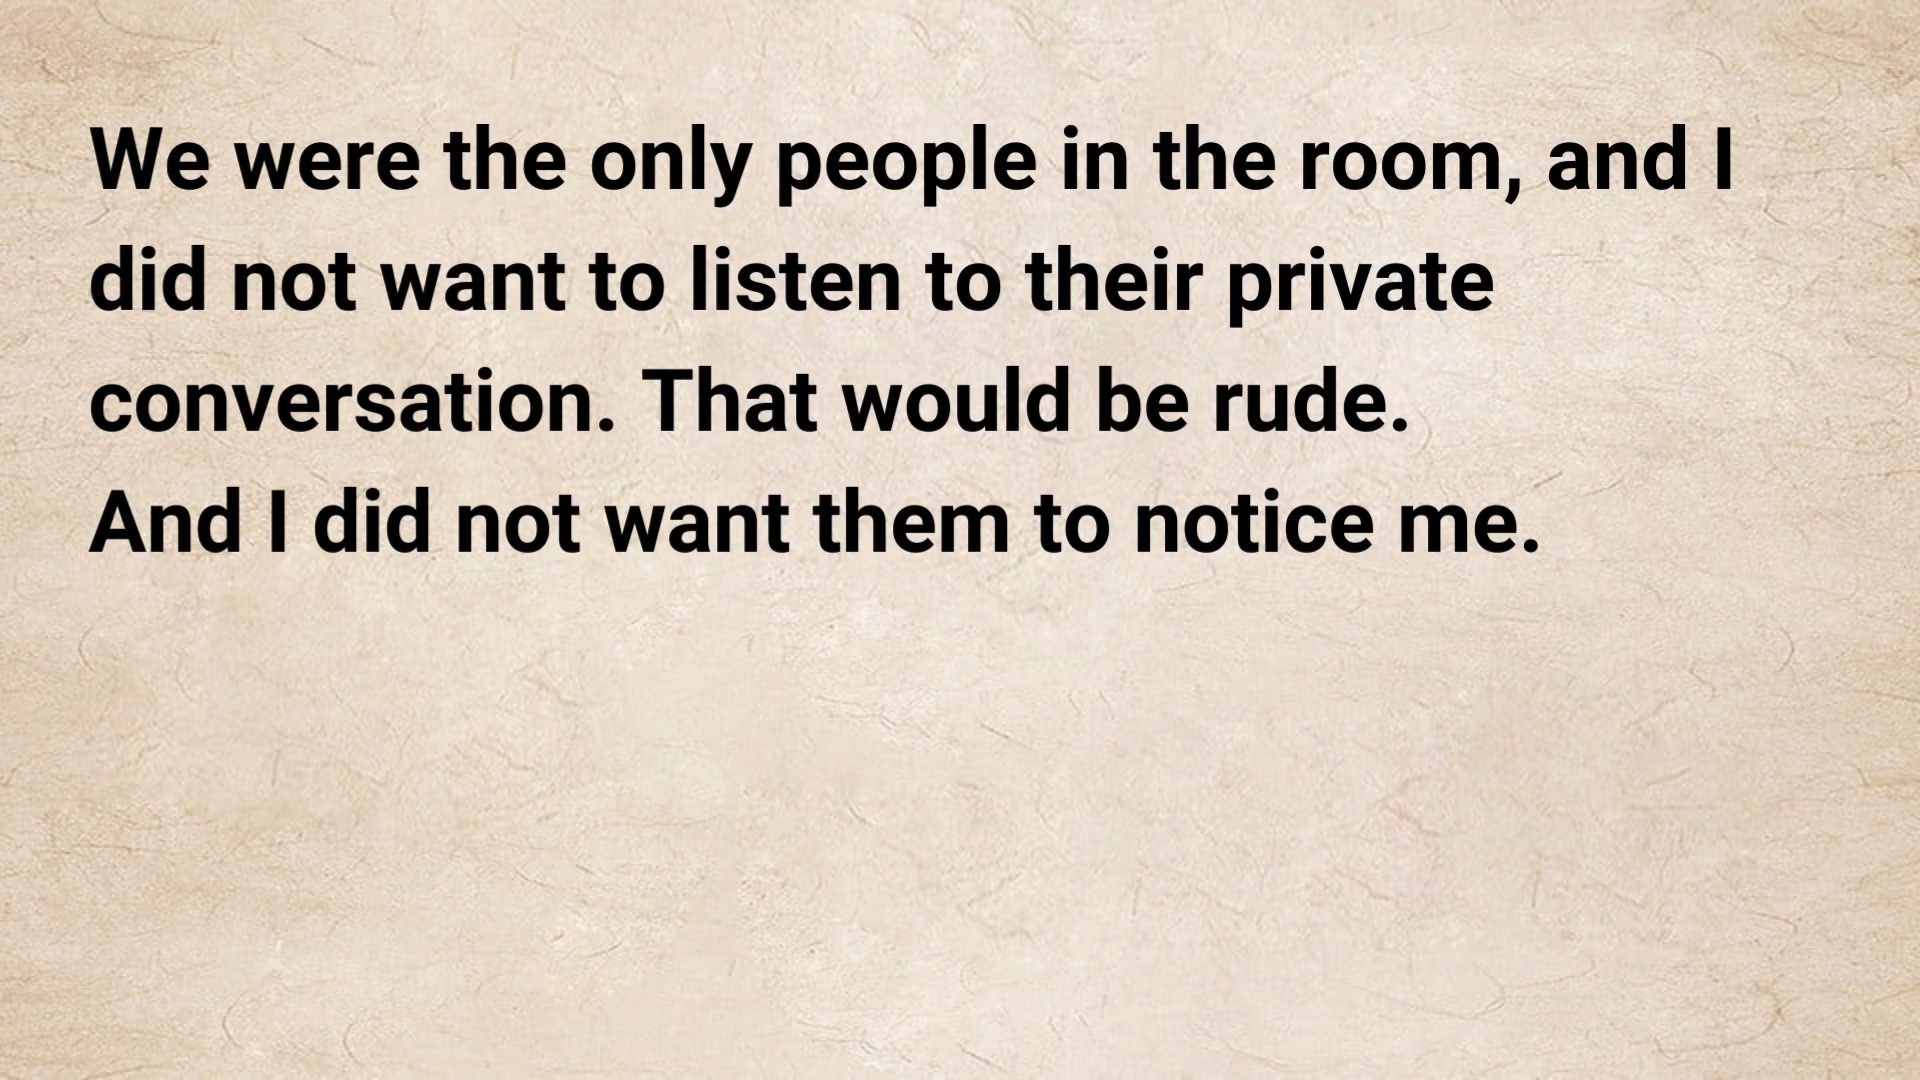 We were the only people in the room, and I
did not want to listen to their private
conversation. That would be rude.
And I did not want them to notice me.